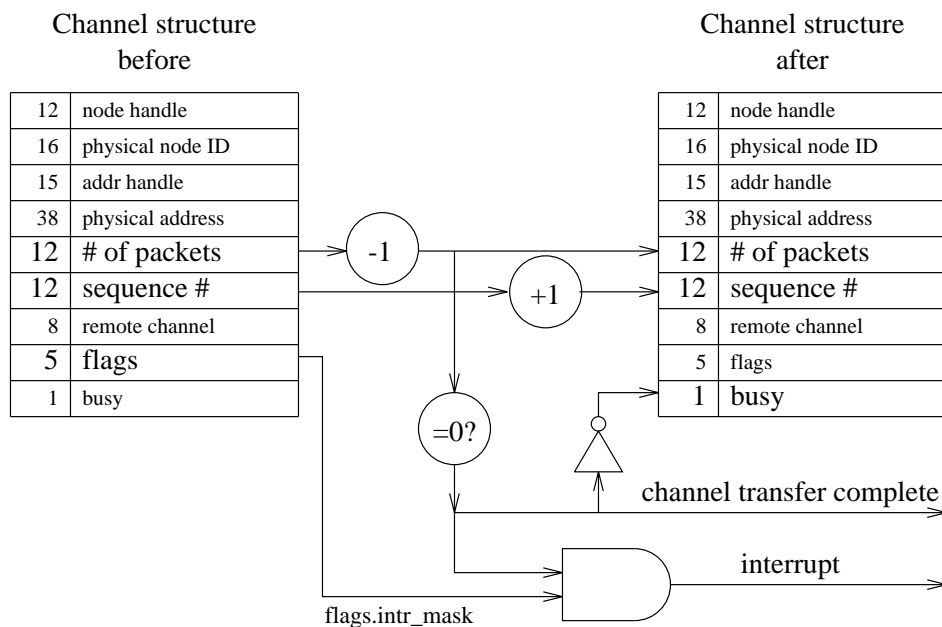 Channel structure
before
12 node handle
16 physical node ID
15 addr handle
38 physical address
12 # of packets
12 sequence #
8 remote channel
5 flags
1 busy
-1
+1
=0?
flags.intr_mask
Channel structure
after
12 node handle
16 physical node ID
15 addr handle
38 physical address
12 # of packets
12 sequence #
8 remote channel
5 flags
1 busy
channel transfer complete
interrupt